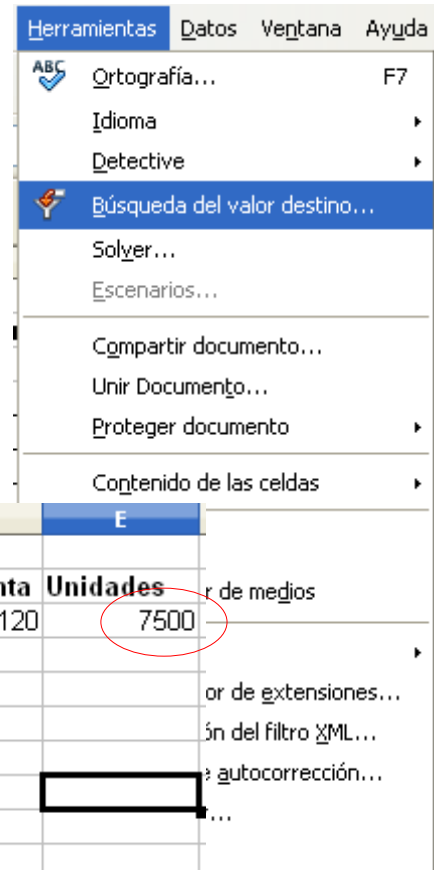 Herramientas Datos Ventana Ayuda
ABC Ortografía... F7
Idioma
Detective
Búsqueda del valor destino...
Solver...
Escenarios...
Compartir documento...
Unir Documento...
Proteger documento
Contenido de las celdas
E
nta Unidades r de medios
120 7500
or de extensiones...
ón del filtro XML...
e autocorrección...
...